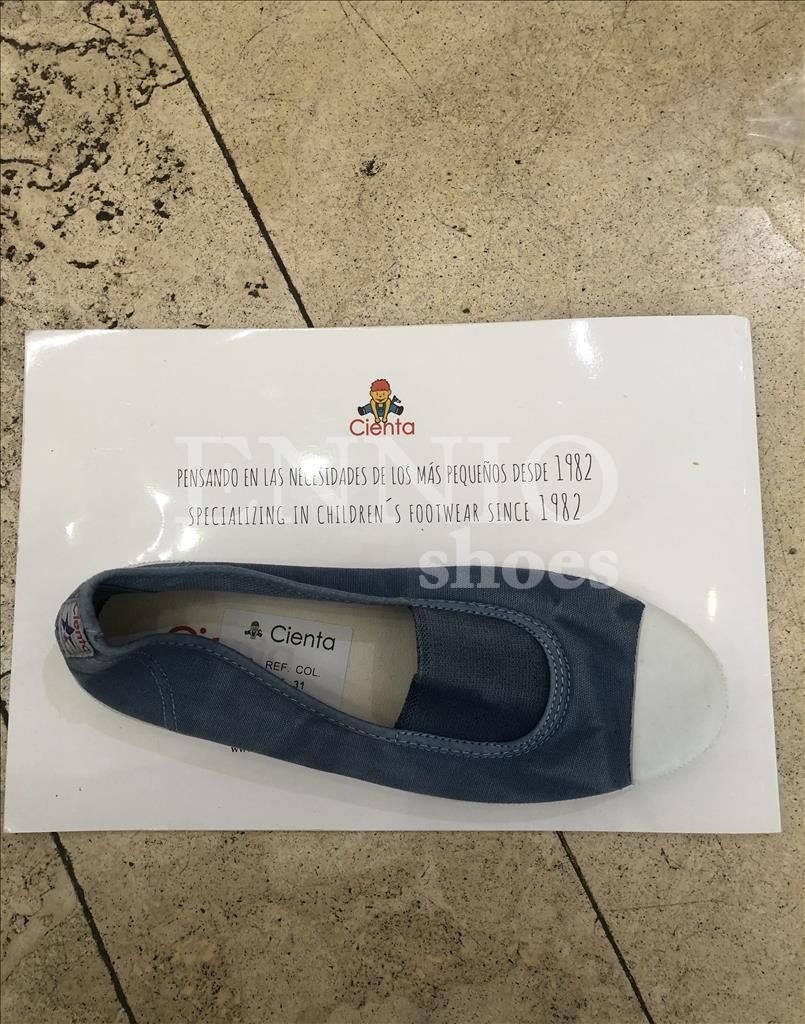 Cienta
PENSANDO EN LAS NECESIDADES DE LOS MÁS PEQUEÑOS DESDE 1982
SPECIALIZING IN CHILDREN´S FOOTWEAR SINCE 1982
ENNIO
shoes
Cienta
Cienta
REF. COL.
31